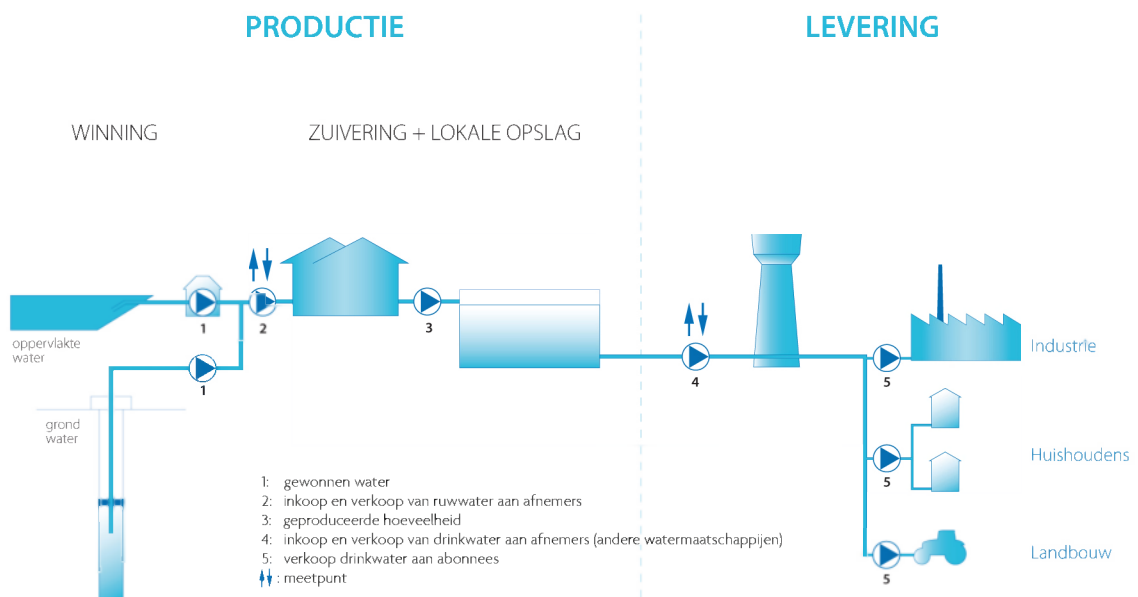 PRODUCTIE
LEVERING
WINNING
ZUIVERING + LOKALE OPSLAG
oppervlakte
water
1
2
3
1
grond
water
4
5
Industrie
5
Huishoudens
5
Landbouw
1: gewonnen water
2: inkoop en verkoop van ruwwater aan afnemers
3: geproduceerde hoeveelheid
4: inkoop en verkoop van drinkwater aan afnemers (andere watermaatschappijen)
5: verkoop drinkwater aan abonnees
: meetpunt